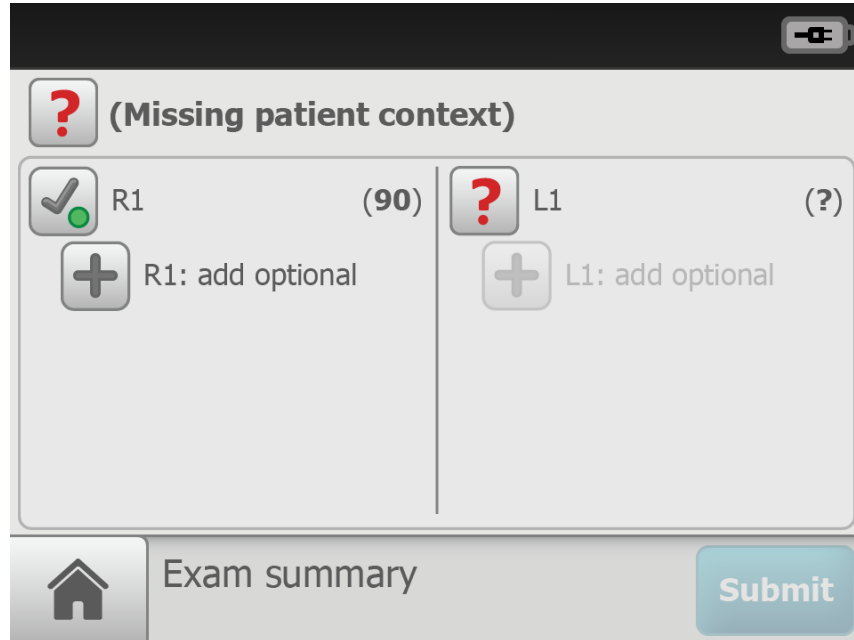 ? (Missing patient context)
R1 (90)
R1: add optional
? L1 (?)
L1: add optional
Exam summary
Submit